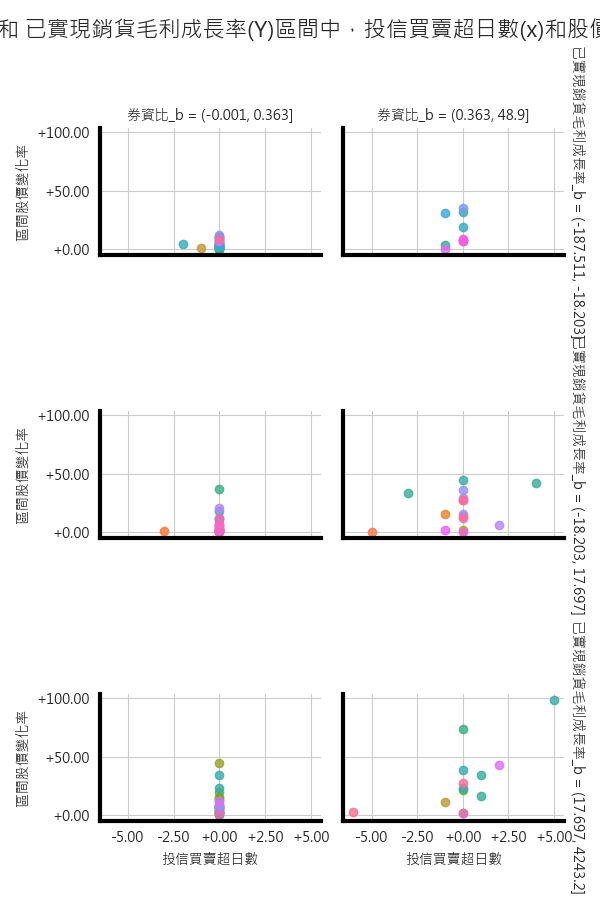 和 已實現銷貨毛利成長率(Y)區間中，投信買賣超日數(x)和股價
券資比_b = (-0.001, 0.363]
券資比_b = (0.363, 48.9]
+100.00
+50.00
+0.00
區間股價變化率
已實現銷貨毛利成長率_b = (-187.511, -18.203]
+100.00
+50.00
+0.00
區間股價變化率
已實現銷貨毛利成長率_b = (-18.203, 17.697]
+100.00
+50.00
+0.00
區間股價變化率
已實現銷貨毛利成長率_b = (17.697, 4243.2]
-5.00 -2.50 +0.00 +2.50 +5.00
-5.00 -2.50 +0.00 +2.50 +5.00
投信買賣超日數
投信買賣超日數